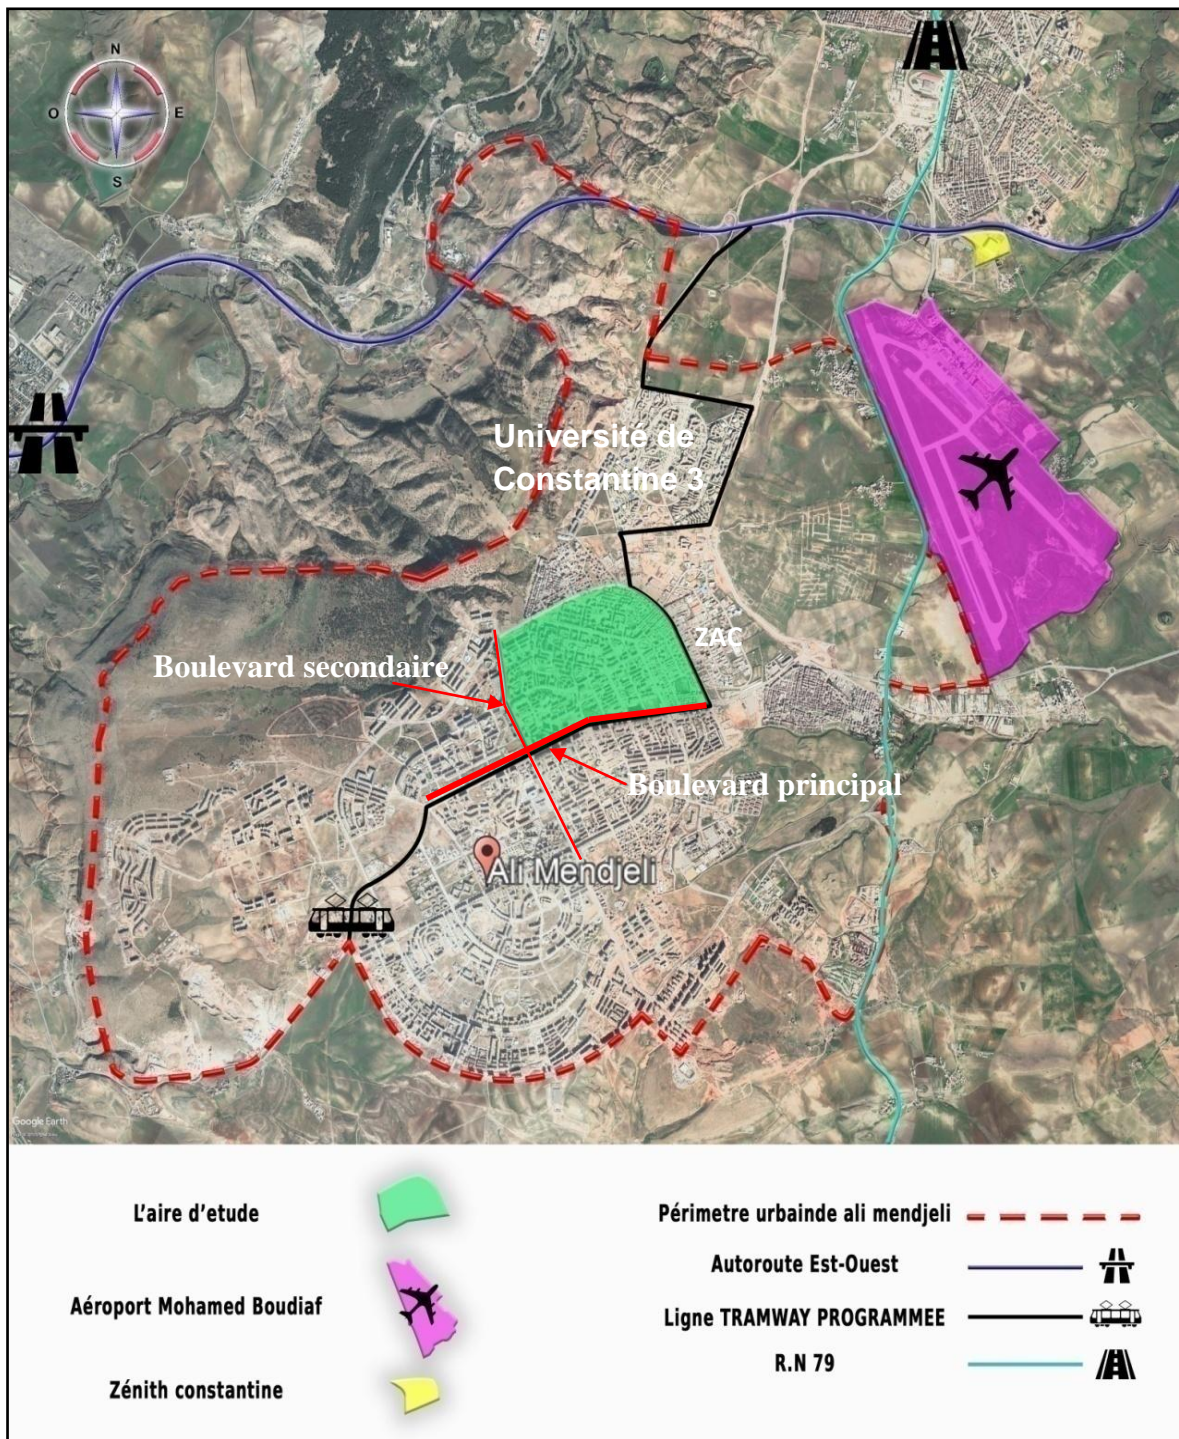 N
O
E
S
Université de
Constantine 3
ZAC
Boulevard secondaire
Boulevard principal
Ali Mendjeli
Google Earth
L'aire d'etude
Aéroport Mohamed Boudiaf
Zénith constantine
Périmetre urbainde ali mendjeli
Autoroute Est-Ouest
Ligne TRAMWAY PROGRAMMEE
R.N 79